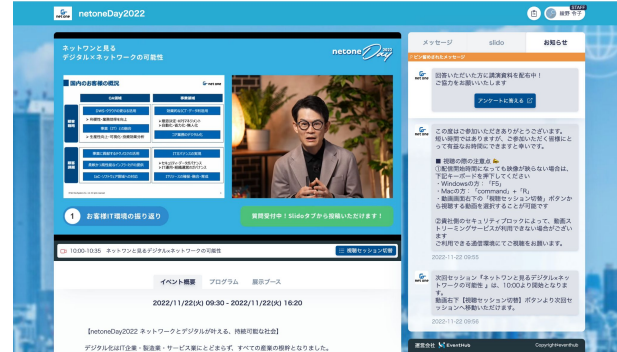 net one netoneDay2022
STAFF
細野 令子
ネットワンと見る
デジタル×ネットワークの可能性
netone Day 2022
国内のお客様の概況
net one
事業領域
1 お客様IT環境の振り返り
質問受付中！Slidoタブから投稿いただけます！
10:00-10:35 ネットワンと見るデジタル×ネットワークの可能性
視聴セッション切替
イベント概要 プログラム 展示ブース
2022/11/22(火) 09:30 - 2022/11/22(火) 16:20
【netoneDay2022 ネットワークとデジタルが叶える、持続可能な社会】
デジタル化はIT企業・製造業・サービス業にとどまらず、すべての産業の根幹となりました。
メッセージ slido お知らせ
ピン留めされたメッセージ
回答いただいた方に講演資料を配布中！
ご協力をお願いいたします
アンケートに答える
この度はご参加いただきありがとうございます。
短い時間ではありますが、ご参加いただく皆様にと
って有益なお時間にできますと幸いです。
■ 視聴の際の注意点
①配信開始時間になっても映像が映らない場合は、
下記キーボードを押下してください
・Windowsの方：「F5」
・Macの方：「command」+「R」
・動画画面右下の「視聴セッション切替」ボタンか
ら視聴する動画を選択することが可能です
②貴社側のセキュリティブロックによって、動画ス
トリーミングサービスが利用できない場合がござい
ます
ご利用できる通信環境にてご視聴をお願います。
2022-11-22 09:55
次回セッション『ネットワンと見るデジタル×ネッ
トワークの可能性 』は、10:00より開始となりま
す。
動画右下【視聴セッション切替】ボタンより次回セ
ッションへ移動いただけます。
2022-11-22 09:56
運営会社 EventHub
Copyright©eventhub